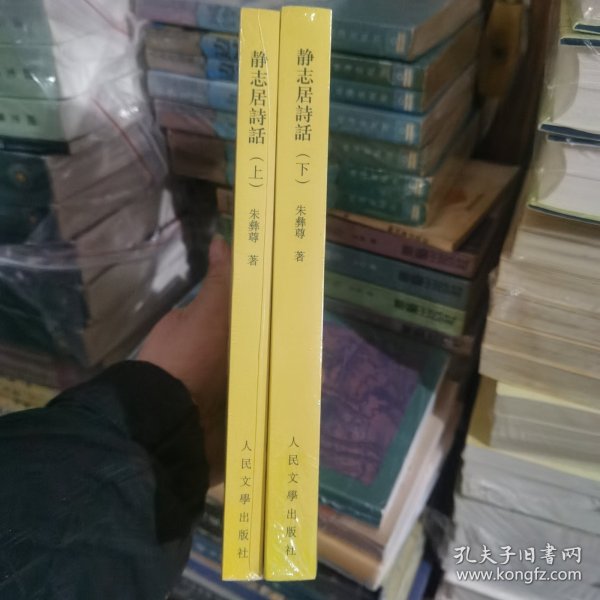 静志居詩話（上） 朱彝尊 著 人民文學出版社
静志居詩話（下） 朱彝尊 著 人民文學出版社
孔夫子旧书网
www.kongfz.com